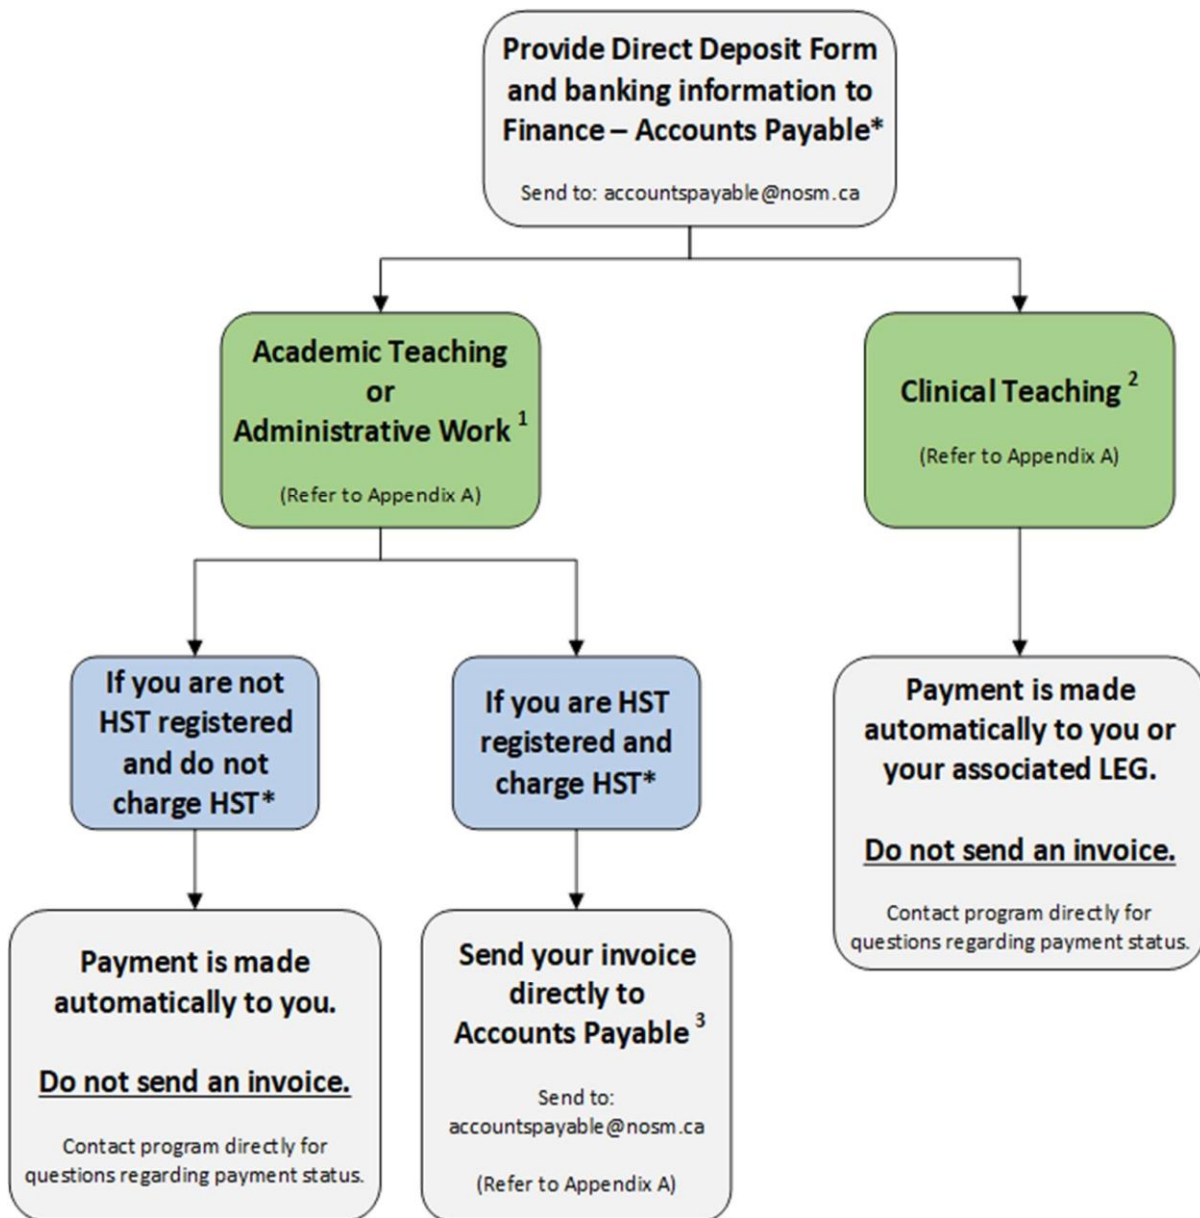 Provide Direct Deposit Form
and banking information to
Finance – Accounts Payable*
Send to: accountspayable@nosm.ca
Academic Teaching
or
Administrative Work 1
(Refer to Appendix A)
Clinical Teaching 2
(Refer to Appendix A)
If you are not
HST registered
and do not
charge HST*
If you are HST
registered and
charge HST*
Payment is made
automatically to you or
your associated LEG.
Do not send an invoice.
Contact program directly for
questions regarding payment status.
Payment is made
automatically to you.
Do not send an invoice.
Contact program directly for
questions regarding payment status.
Send your invoice
directly to
Accounts Payable 3
Send to:
accountspayable@nosm.ca
(Refer to Appendix A)